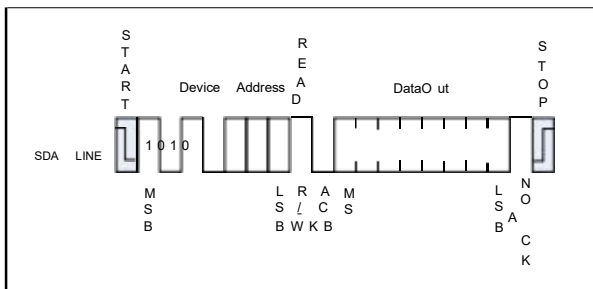 START
READ
STOP
Device Address
DataO ut
SDA LINE
1 0 1 0
MSB
LSB
R/W
ACK
MSB
LSB
NO ACK